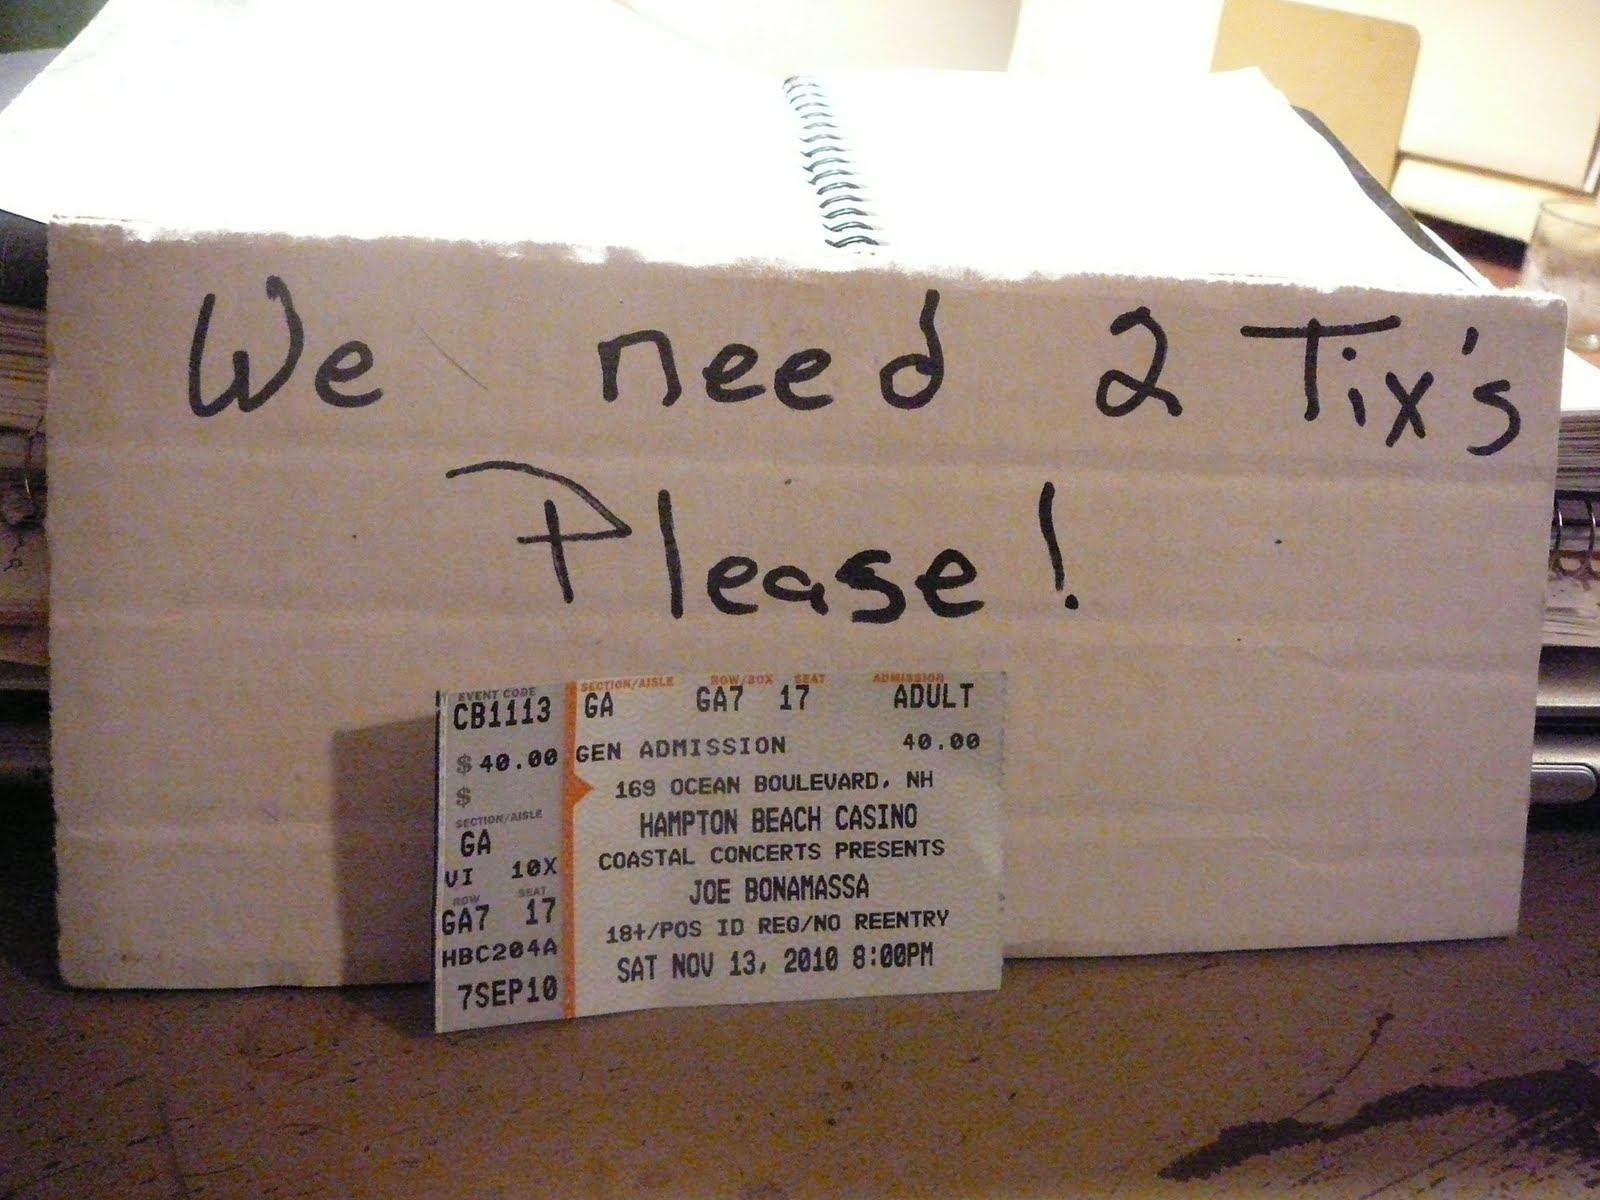 We need 2 Tix's
Please!
EVENT CODE
CB1113
$ 40.00
$
SECTION/AISLE
GA
VI 10X
ROW SEAT
GA7 17
HBC204A
7SEP10
SECTION/AISLE ROW/BOX SEAT ADMISSION
GA GA7 17 ADULT
GEN ADMISSION 40.00
169 OCEAN BOULEVARD, NH
HAMPTON BEACH CASINO
COASTAL CONCERTS PRESENTS
JOE BONAMASSA
18+/POS ID REQ/NO REENTRY
SAT NOV 13, 2010 8:00PM